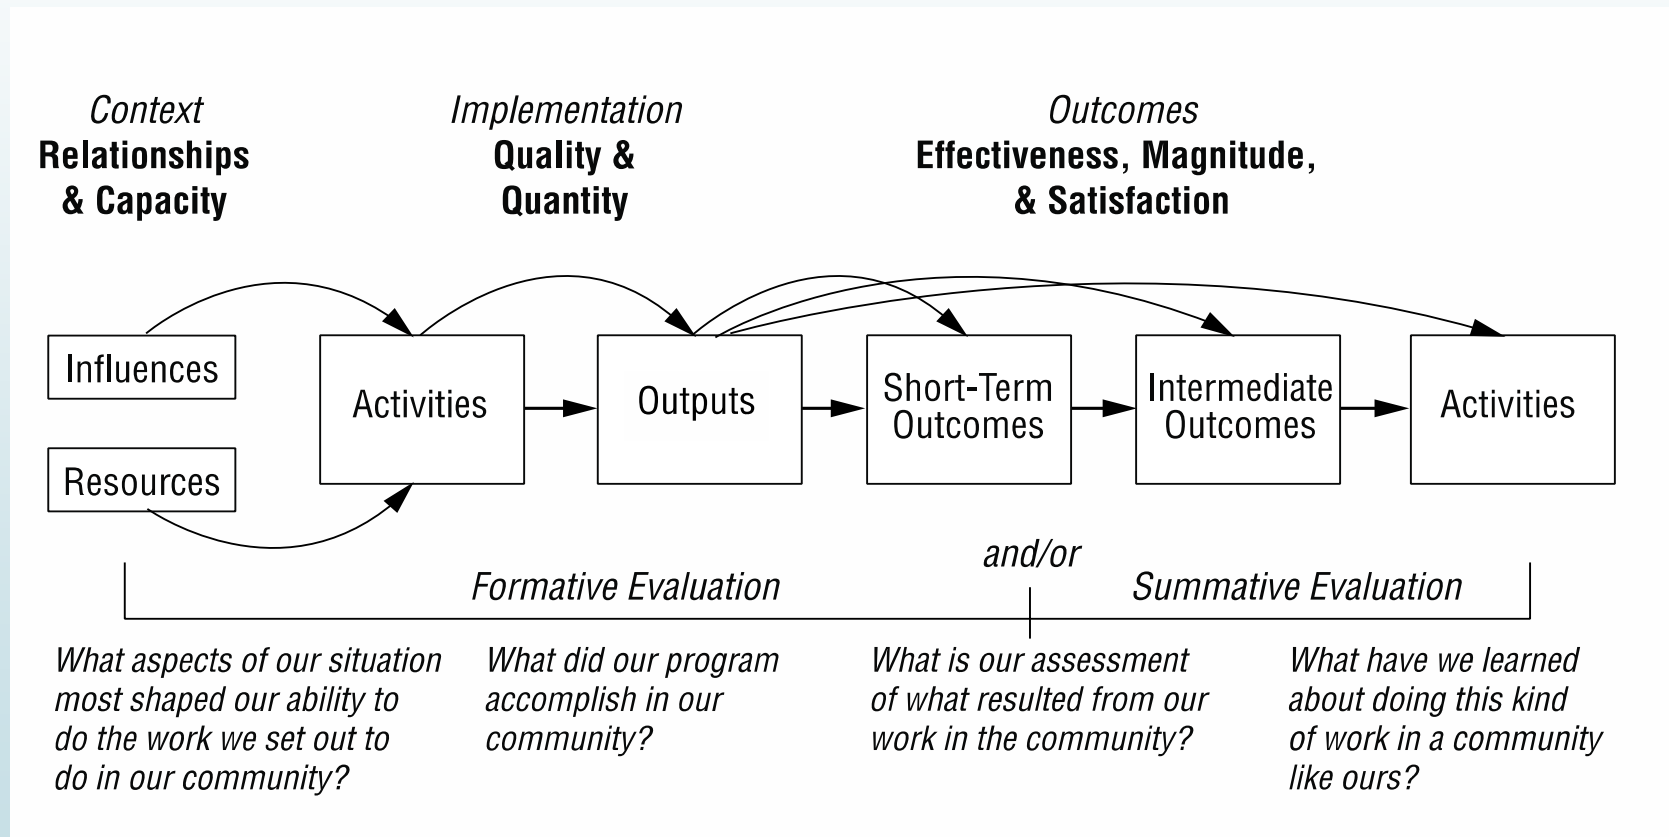 Context
Relationships
& Capacity
Implementation
Quality &
Quantity
Outcomes
Effectiveness, Magnitude,
& Satisfaction
Influences
Resources
Activities
Outputs
Short-Term
Outcomes
Intermediate
Outcomes
Activities
and/or
Formative Evaluation
Summative Evaluation
What aspects of our situation
most shaped our ability to
do the work we set out to
do in our community?
What did our program
accomplish in our
community?
What is our assessment
of what resulted from our
work in the community?
What have we learned
about doing this kind
of work in a community
like ours?